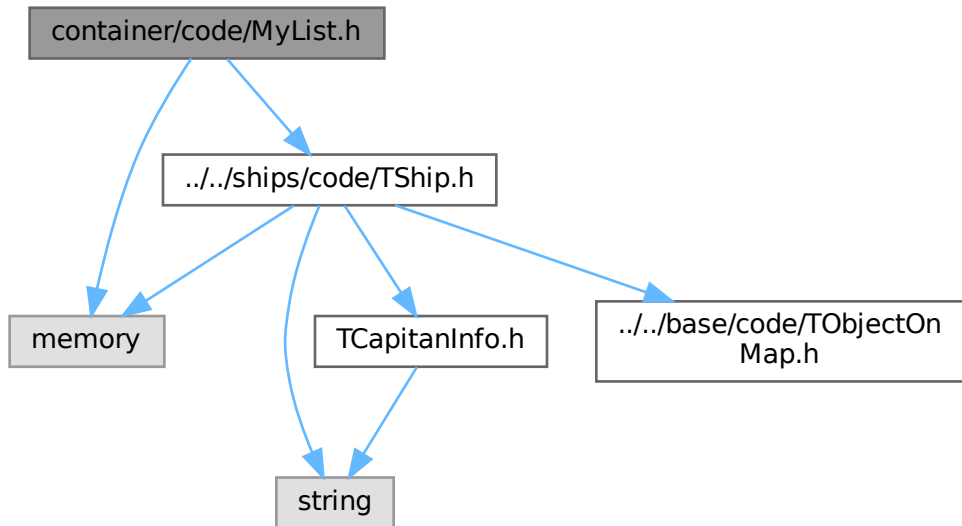 container/code/MyList.h
../../ships/code/TShip.h
memory
TCapitanInfo.h
../../base/code/TObjectOn
Map.h
string